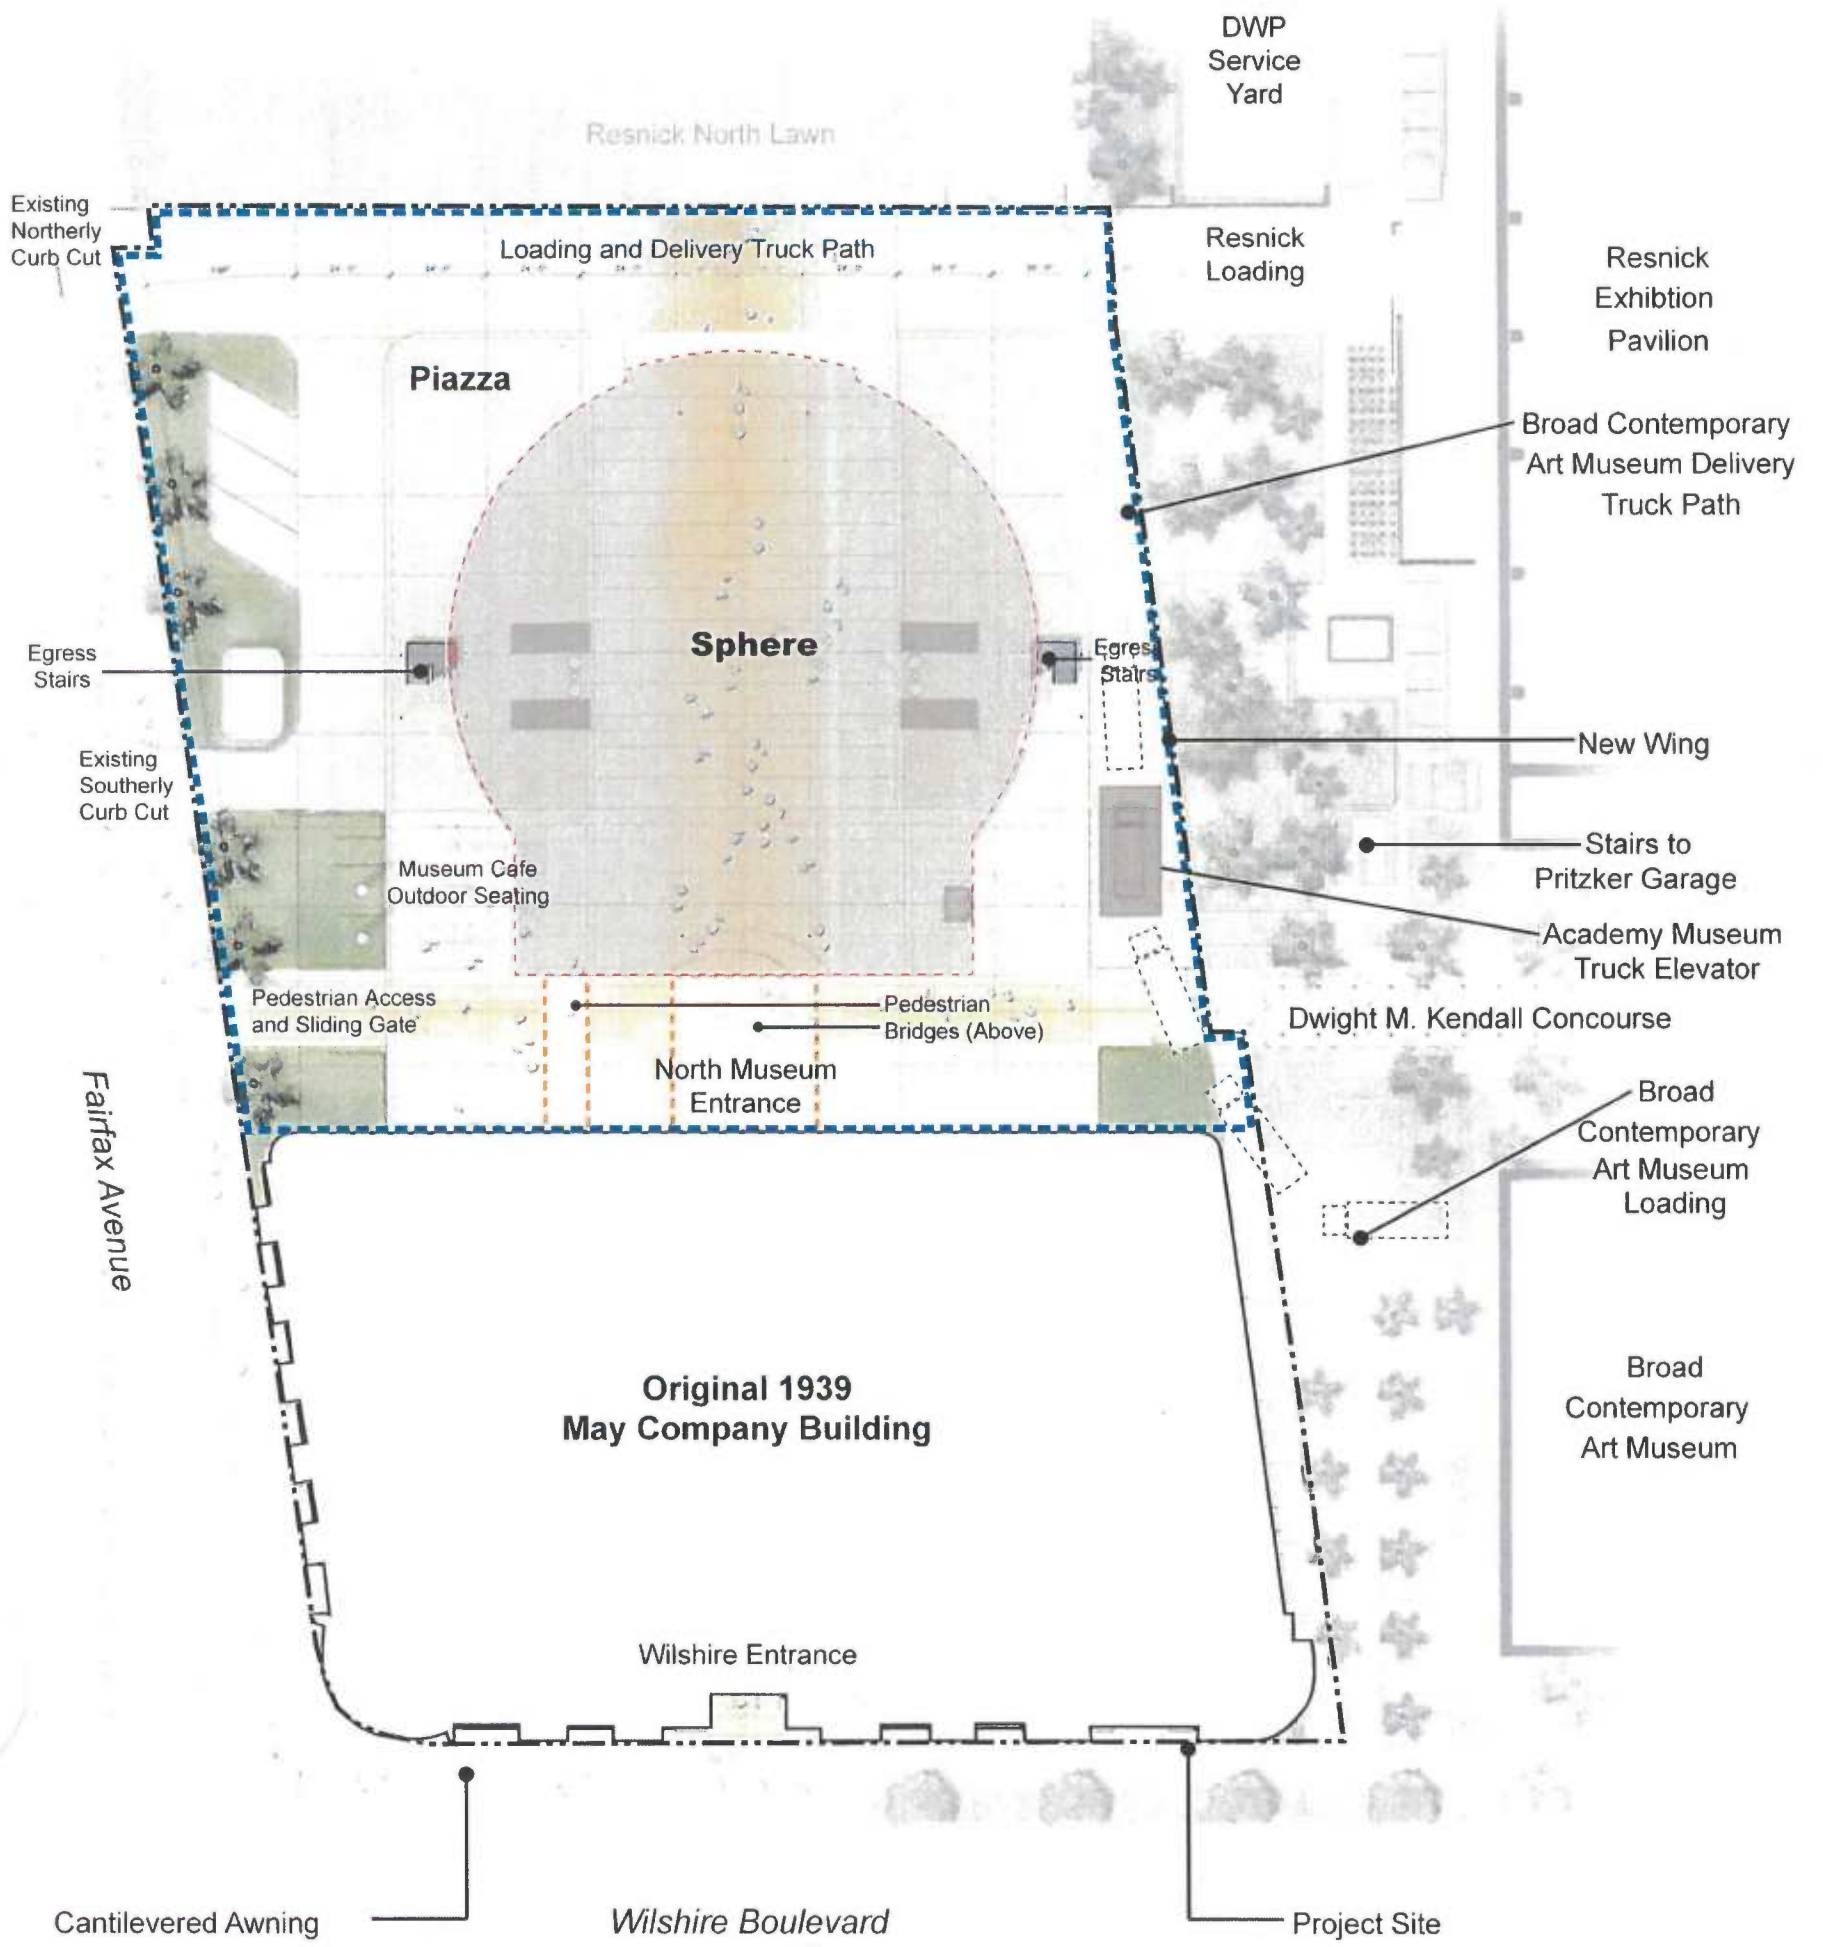 DWP
Service
Yard
Resnick North Lawn
Existing
Northerly
Curb Cut
Loading and Delivery Truck Path
Resnick
Loading
Resnick
Exhibtion
Pavilion
Piazza
Broad Contemporary
Art Museum Delivery
Truck Path
Sphere
Egress
Stairs
Egress
Stairs
New Wing
Existing
Southerly
Curb Cut
Stairs to
Pritzker Garage
Museum Cafe
Outdoor Seating
Academy Museum
Truck Elevator
Pedestrian Access
and Sliding Gate
Pedestrian
Bridges (Above)
Dwight M. Kendall Concourse
North Museum
Entrance
Fairfax Avenue
Broad
Contemporary
Art Museum
Loading
Original 1939
May Company Building
Broad
Contemporary
Art Museum
Wilshire Entrance
Cantilevered Awning
Wilshire Boulevard
Project Site